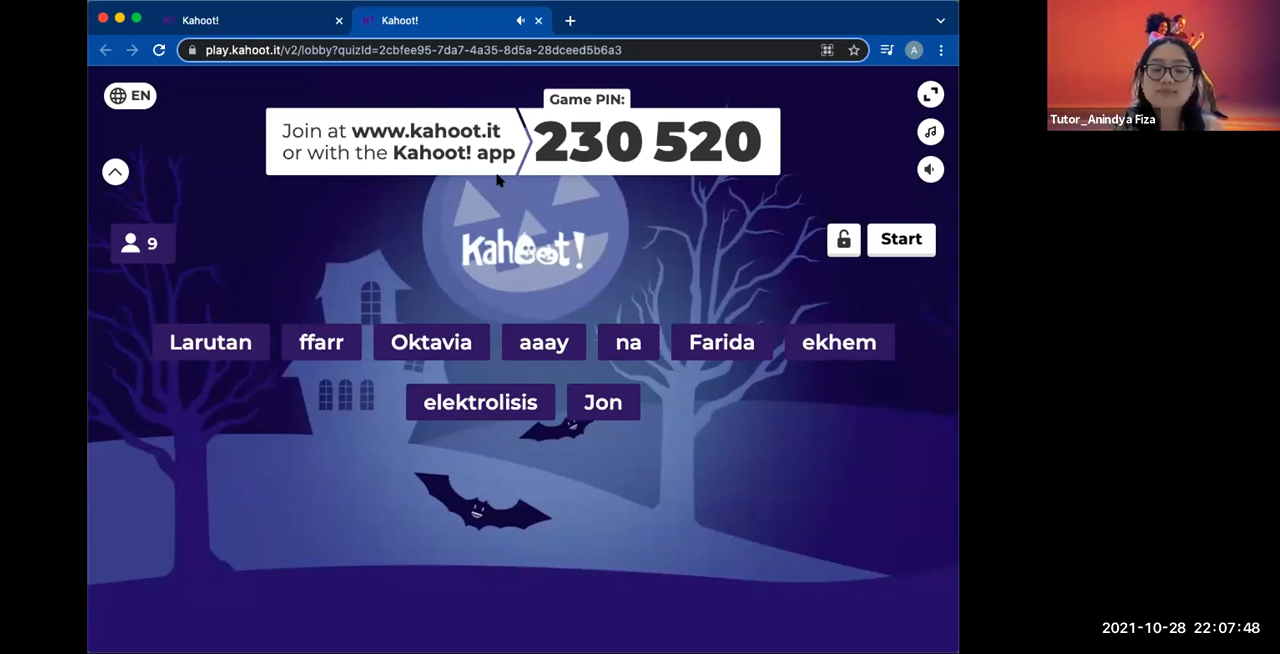 Kahoot!
Kahoot!
play.kahoot.it/v2/lobby?quizId=2cbfee95-7da7-4a35-8d5a-28dceed5b6a3
A
EN
Game PIN:
Join at www.kahoot.it
or with the Kahoot! app
230 520
9
Kahoot!
Start
Larutan ffarr Oktavia aaay na Farida ekhem
elektrolisis Jon
Tutor_Anindya Fiza
2021-10-28 22:07:48